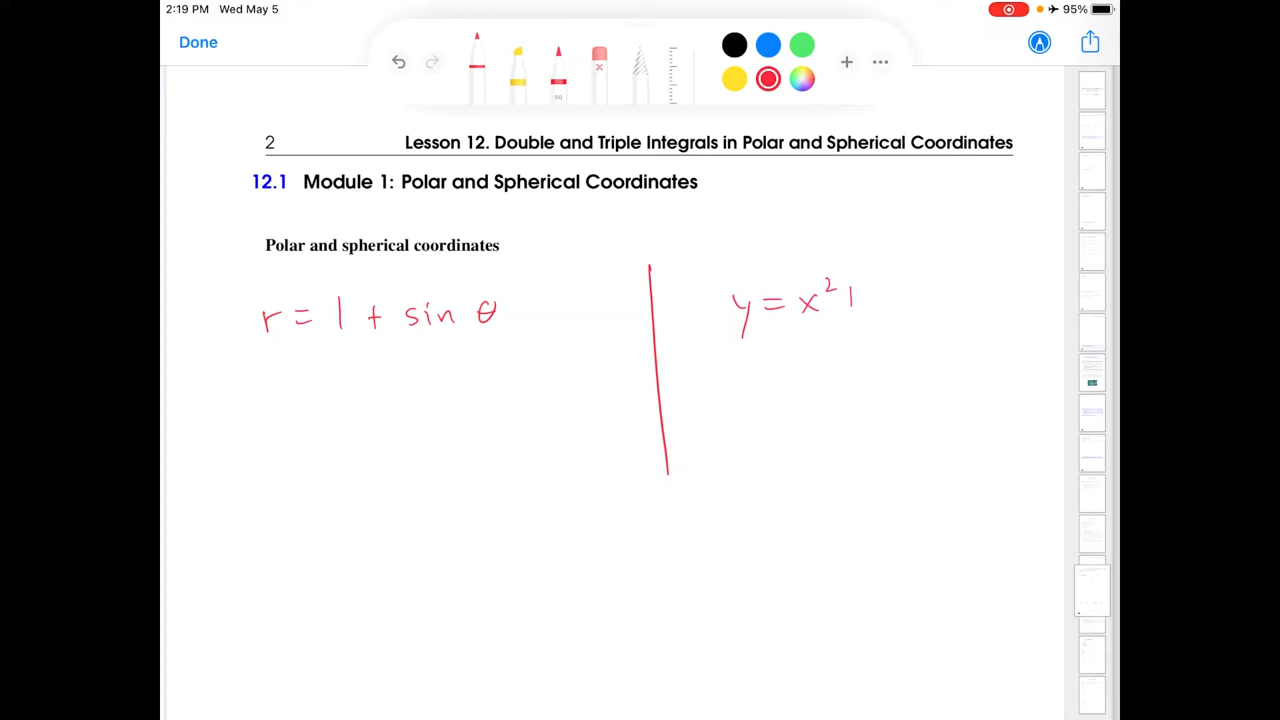 2:19 PM Wed May 5
95%
Done
50
2 Lesson 12. Double and Triple Integrals in Polar and Spherical Coordinates
12.1 Module 1: Polar and Spherical Coordinates
Polar and spherical coordinates
r = 1 + sin θ
y = x² |